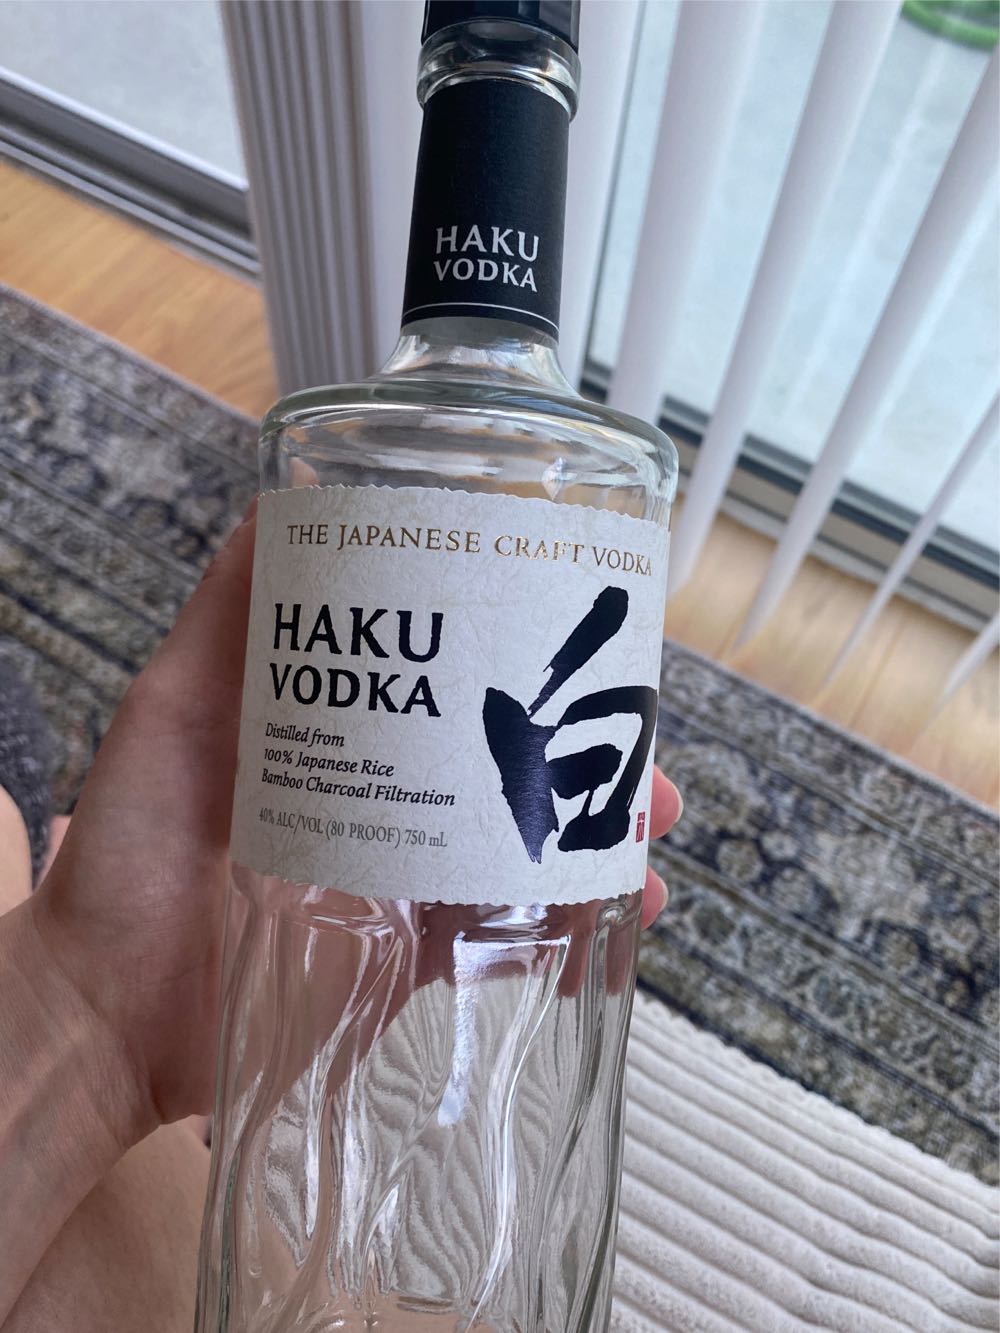 HAKU
VODKA
THE JAPANESE CRAFT VODKA
HAKU
VODKA
白
Distilled from
100% Japanese Rice
Bamboo Charcoal Filtration
40% ALC/VOL (80 PROOF) 750 mL